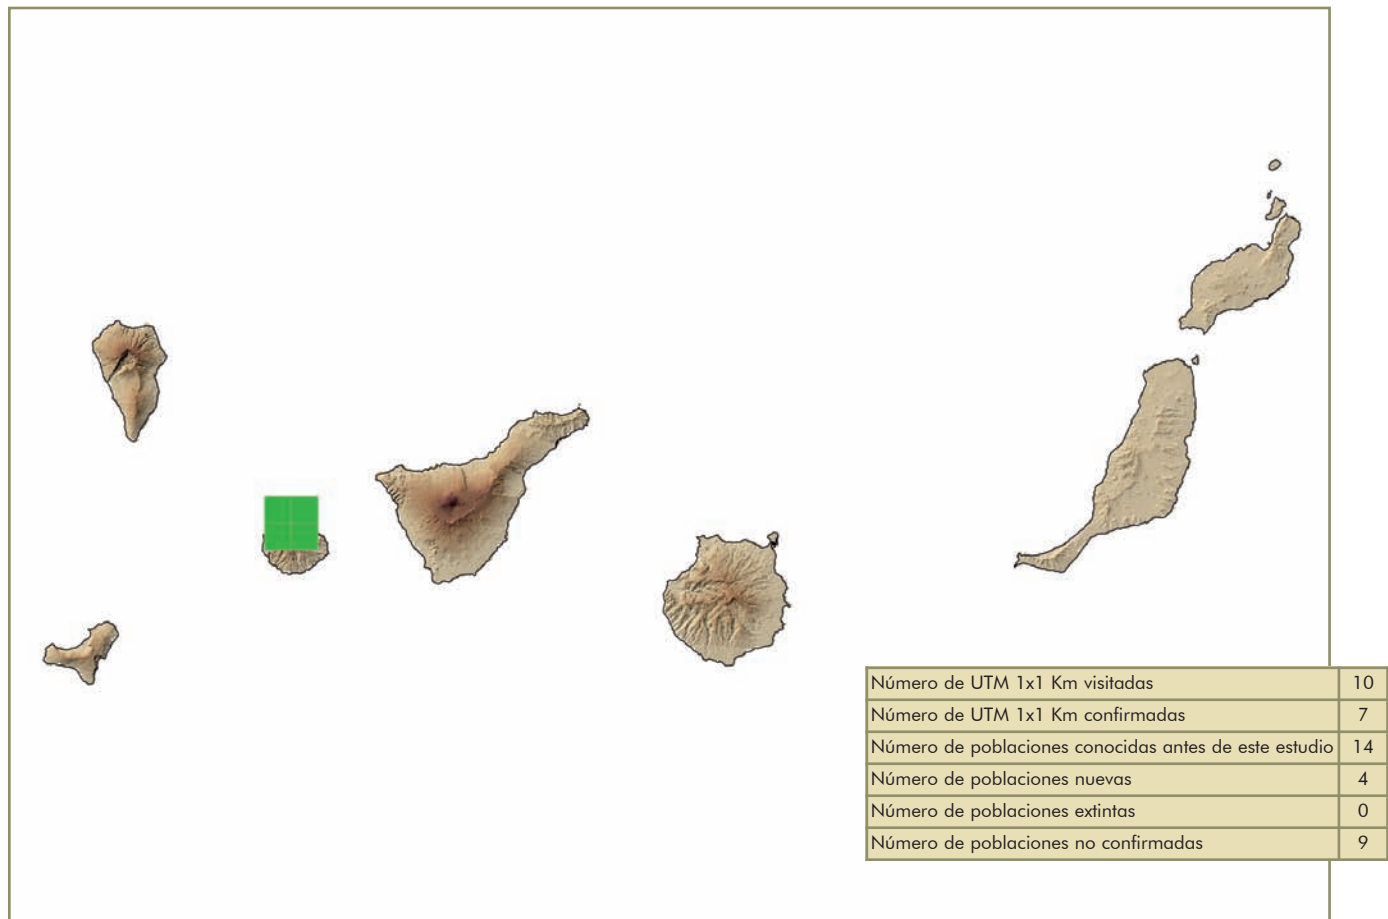 Número de UTM 1x1 Km visitadas 10
Número de UTM 1x1 Km confirmadas 7
Número de poblaciones conocidas antes de este estudio 14
Número de poblaciones nuevas 4
Número de poblaciones extintas 0
Número de poblaciones no confirmadas 9